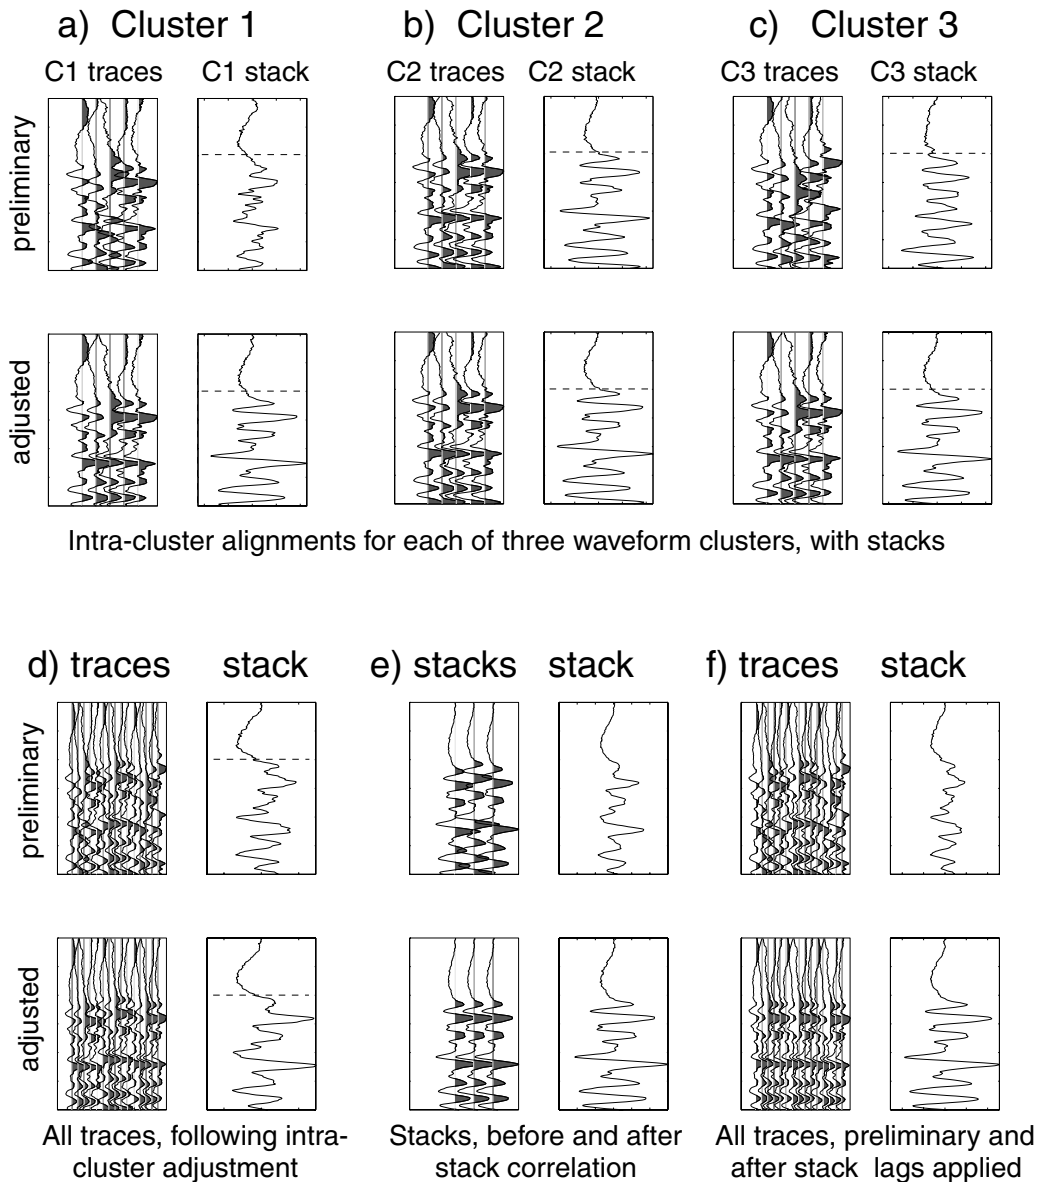 a) Cluster 1
b) Cluster 2
c) Cluster 3
C1 traces C1 stack
C2 traces C2 stack
C3 traces C3 stack
preliminary
adjusted
Intra-cluster alignments for each of three waveform clusters, with stacks
d) traces stack
e) stacks stack
f) traces stack
preliminary
adjusted
All traces, following intra-
cluster adjustment
Stacks, before and after
stack correlation
All traces, preliminary and
after stack lags applied